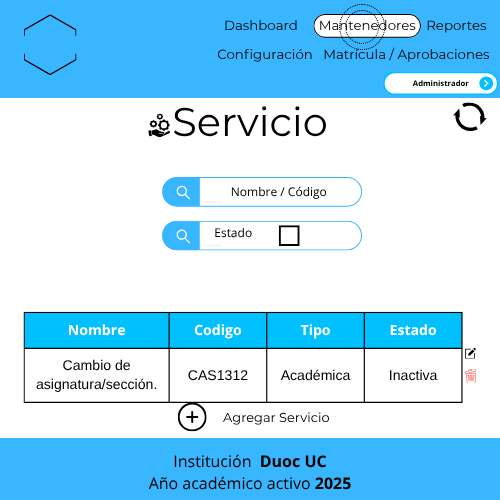 Dashboard Mantenedores Reportes
Configuración Matrícula / Aprobaciones
Administrador
Servicio
Nombre / Código
Estado
Nombre Codigo Tipo Estado
Cambio de
asignatura/sección. CAS1312 Académica Inactiva
Agregar Servicio
Institución Duoc UC
Año académico activo 2025